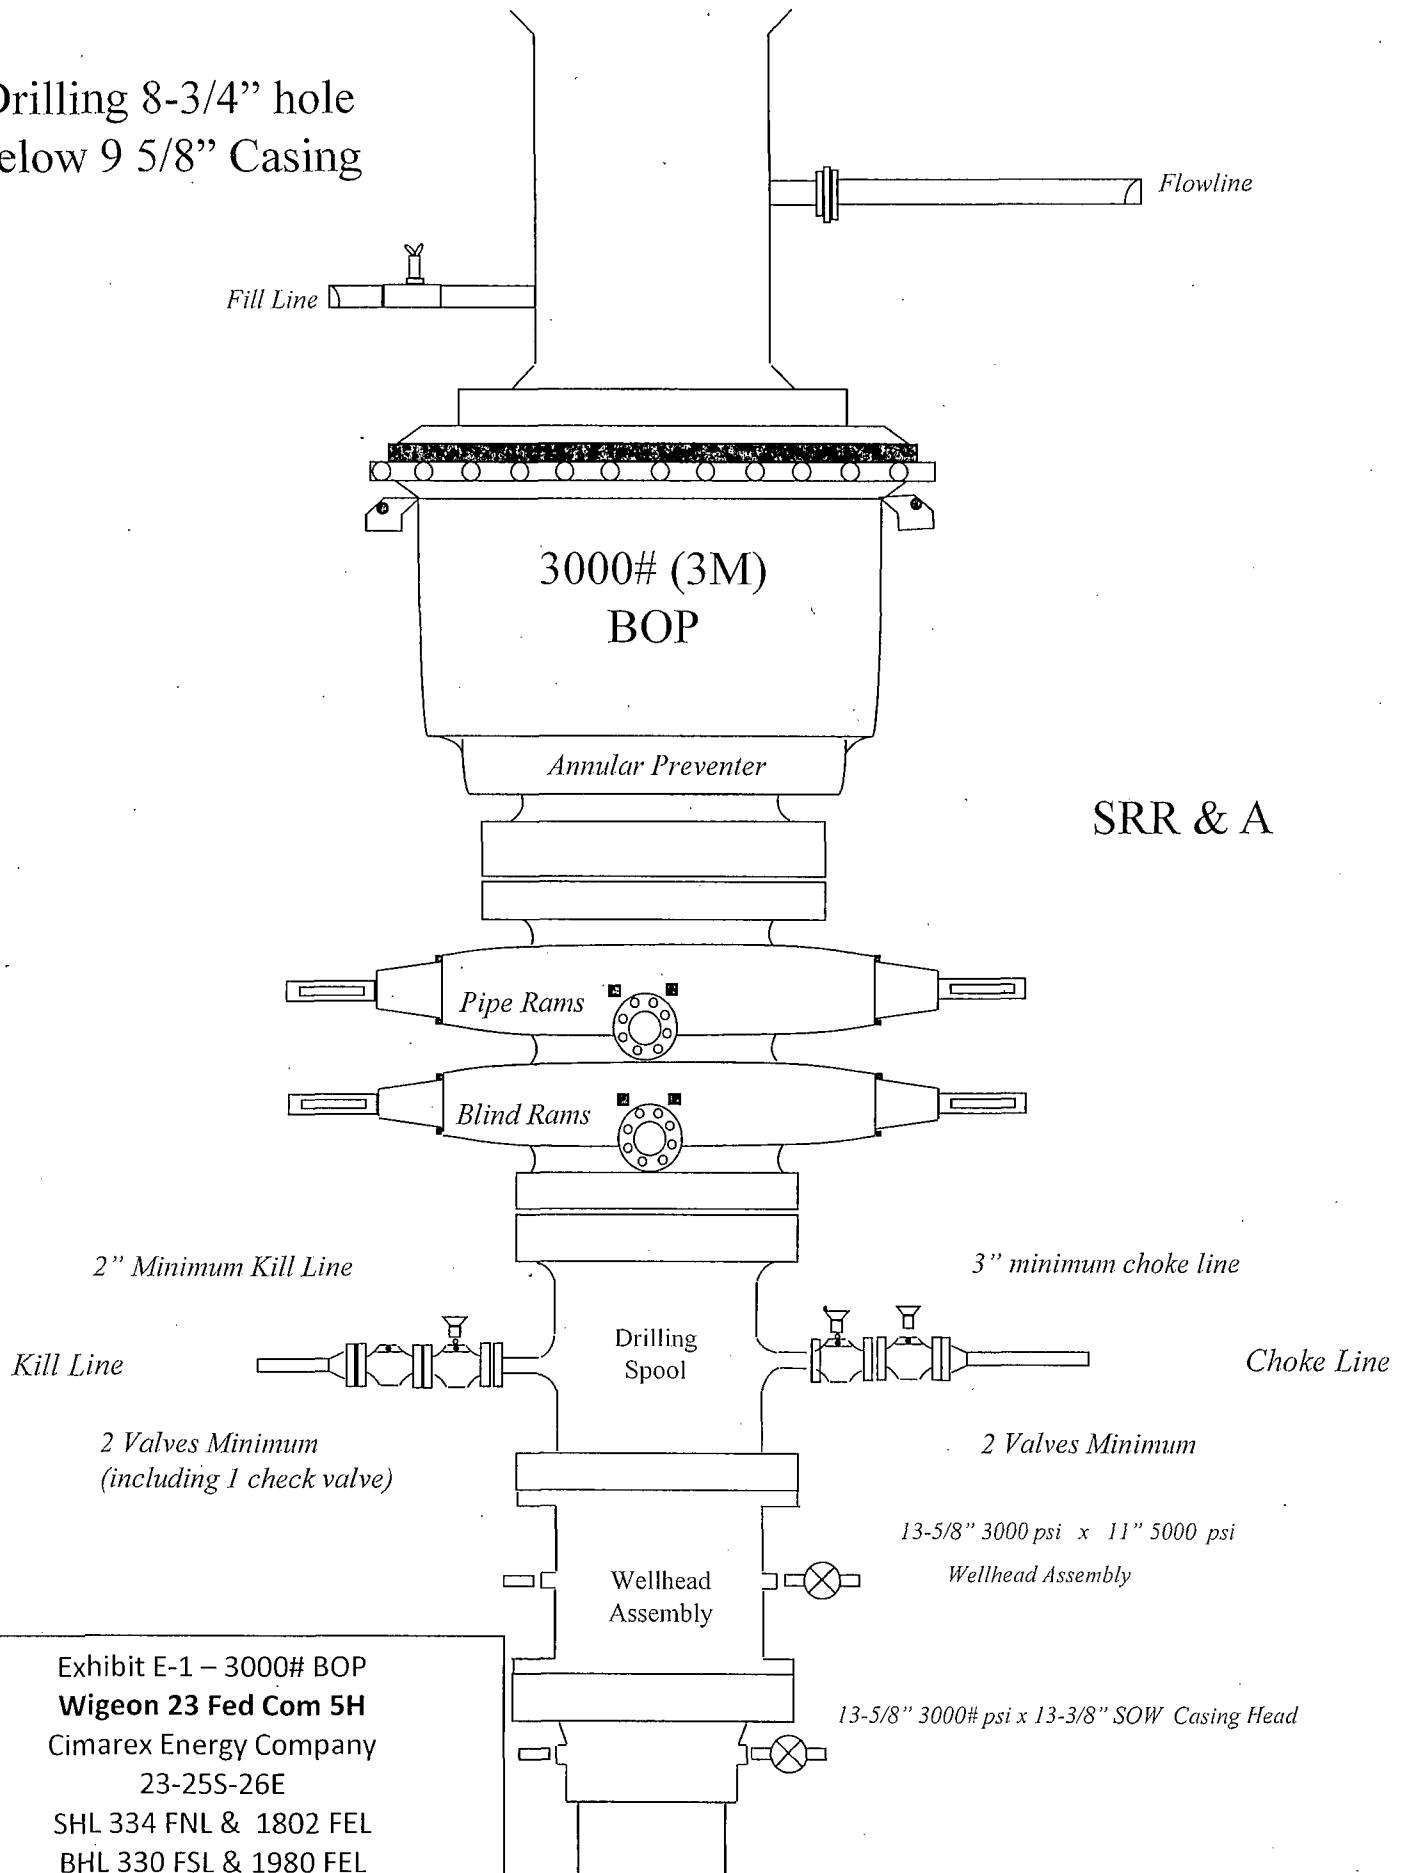 Drilling 8-3/4” hole
elow 9 5/8” Casing
Flowline
Fill Line
3000# (3M)
BOP
Annular Preventer
SRR & A
Pipe Rams
Blind Rams
2” Minimum Kill Line
3” minimum choke line
Drilling
Spool
Kill Line
Choke Line
2 Valves Minimum
(including 1 check valve)
2 Valves Minimum
13-5/8” 3000 psi x 11” 5000 psi
Wellhead Assembly
Wellhead
Assembly
Exhibit E-1 – 3000# BOP
Wigeon 23 Fed Com 5H
Cimarex Energy Company
23-25S-26E
SHL 334 FNL & 1802 FEL
BHL 330 FSL & 1980 FEL
13-5/8” 3000# psi x 13-3/8” SOW Casing Head